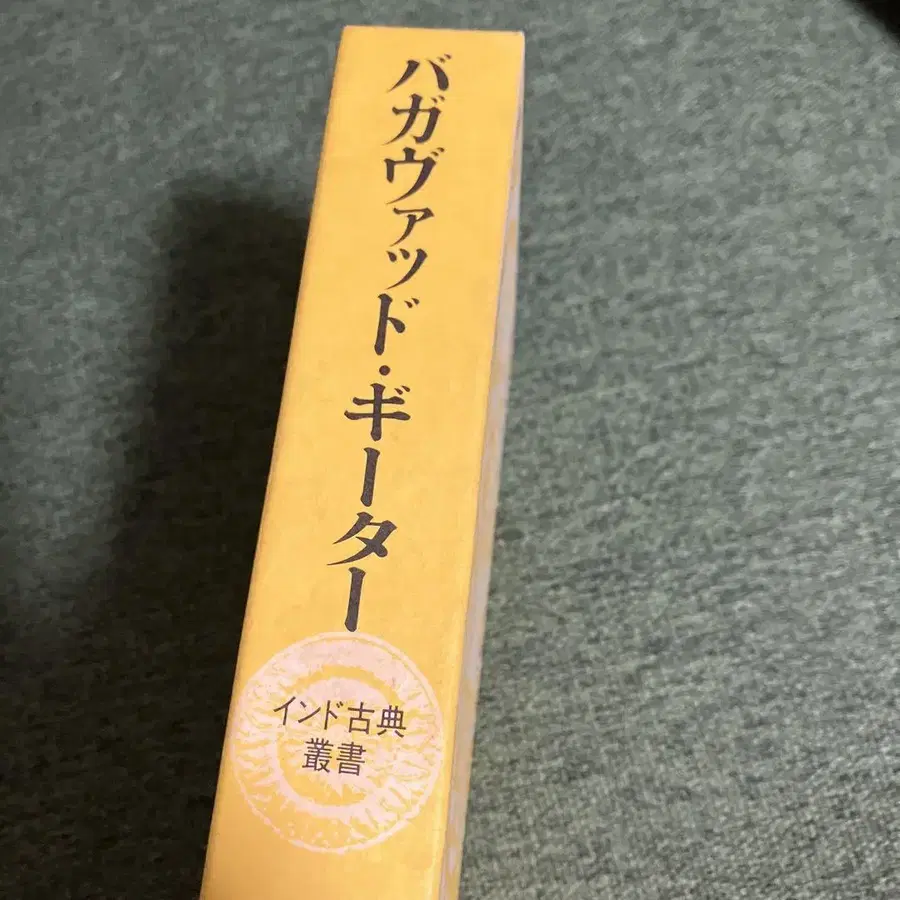 バガヴァッド・ギーター
インド古典
叢書